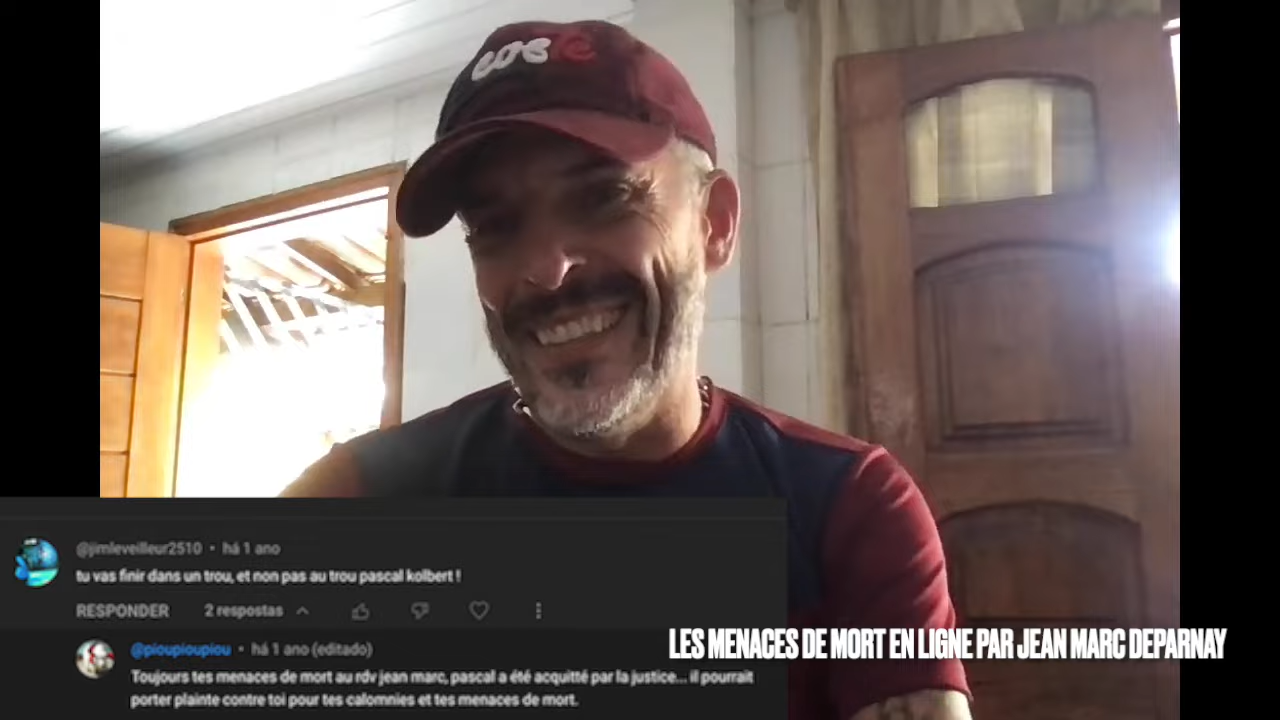 @jimleveilleur2510 • há 1 ano
tu vas finir dans un trou, et non pas au trou pascal kolbert !
RESPONDER 2 respostas
@pioupioupiou • há 1 ano (editado)
Toujours tes menaces de mort au rdv jean marc, pascal a été acquitté par la justice... il pourrait
porter plainte contre toi pour tes calomnies et tes menaces de mort.
LES MENACES DE MORT EN LIGNE PAR JEAN MARC DEPARNAY